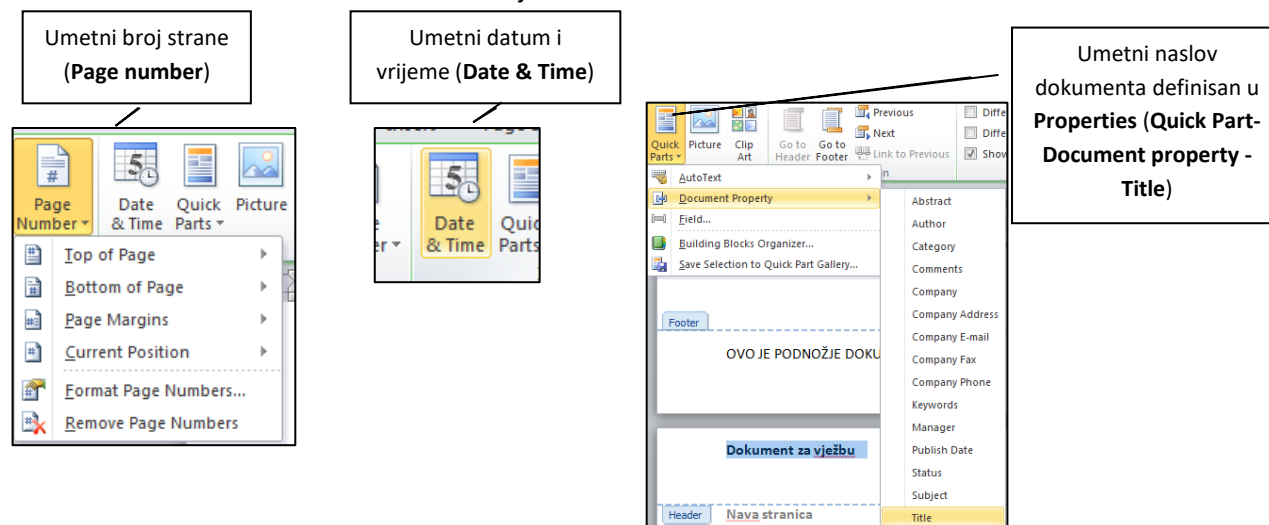 Umetni broj strane
(Page number)
Umetni datum i
vrijeme (Date & Time)
Umetni naslov
dokumenta definisan u
Properties (Quick Part-
Document property -
Title)
Page
Number
Date
& Time
Quick
Parts
Picture
Top of Page
Bottom of Page
Page Margins
Current Position
Format Page Numbers...
Remove Page Numbers
Date
& Time
Quic
Parts
Quick
Parts
Picture
Clip
Art
Go to
Header
Go to
Footer
Previous
Next
Link to Previous
Diffe
Diffe
Show
AutoText
Document Property
Field...
Building Blocks Organizer...
Save Selection to Quick Part Gallery...
Abstract
Author
Category
Comments
Company
Company Address
Company E-mail
Company Fax
Company Phone
Keywords
Manager
Publish Date
Status
Subject
Title
Footer
OVO JE PODNOŽJE DOKU
Dokument za vježbu
Header
Nava stranica